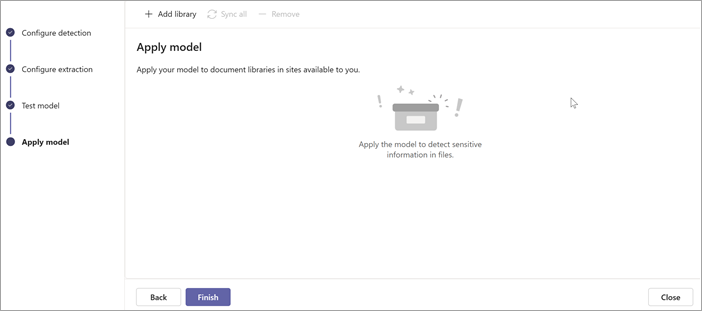 Add library Sync all Remove
Configure detection
Configure extraction
Test model
Apply model
Apply model
Apply your model to document libraries in sites available to you.
Apply the model to detect sensitive
information in files.
Back Finish Close